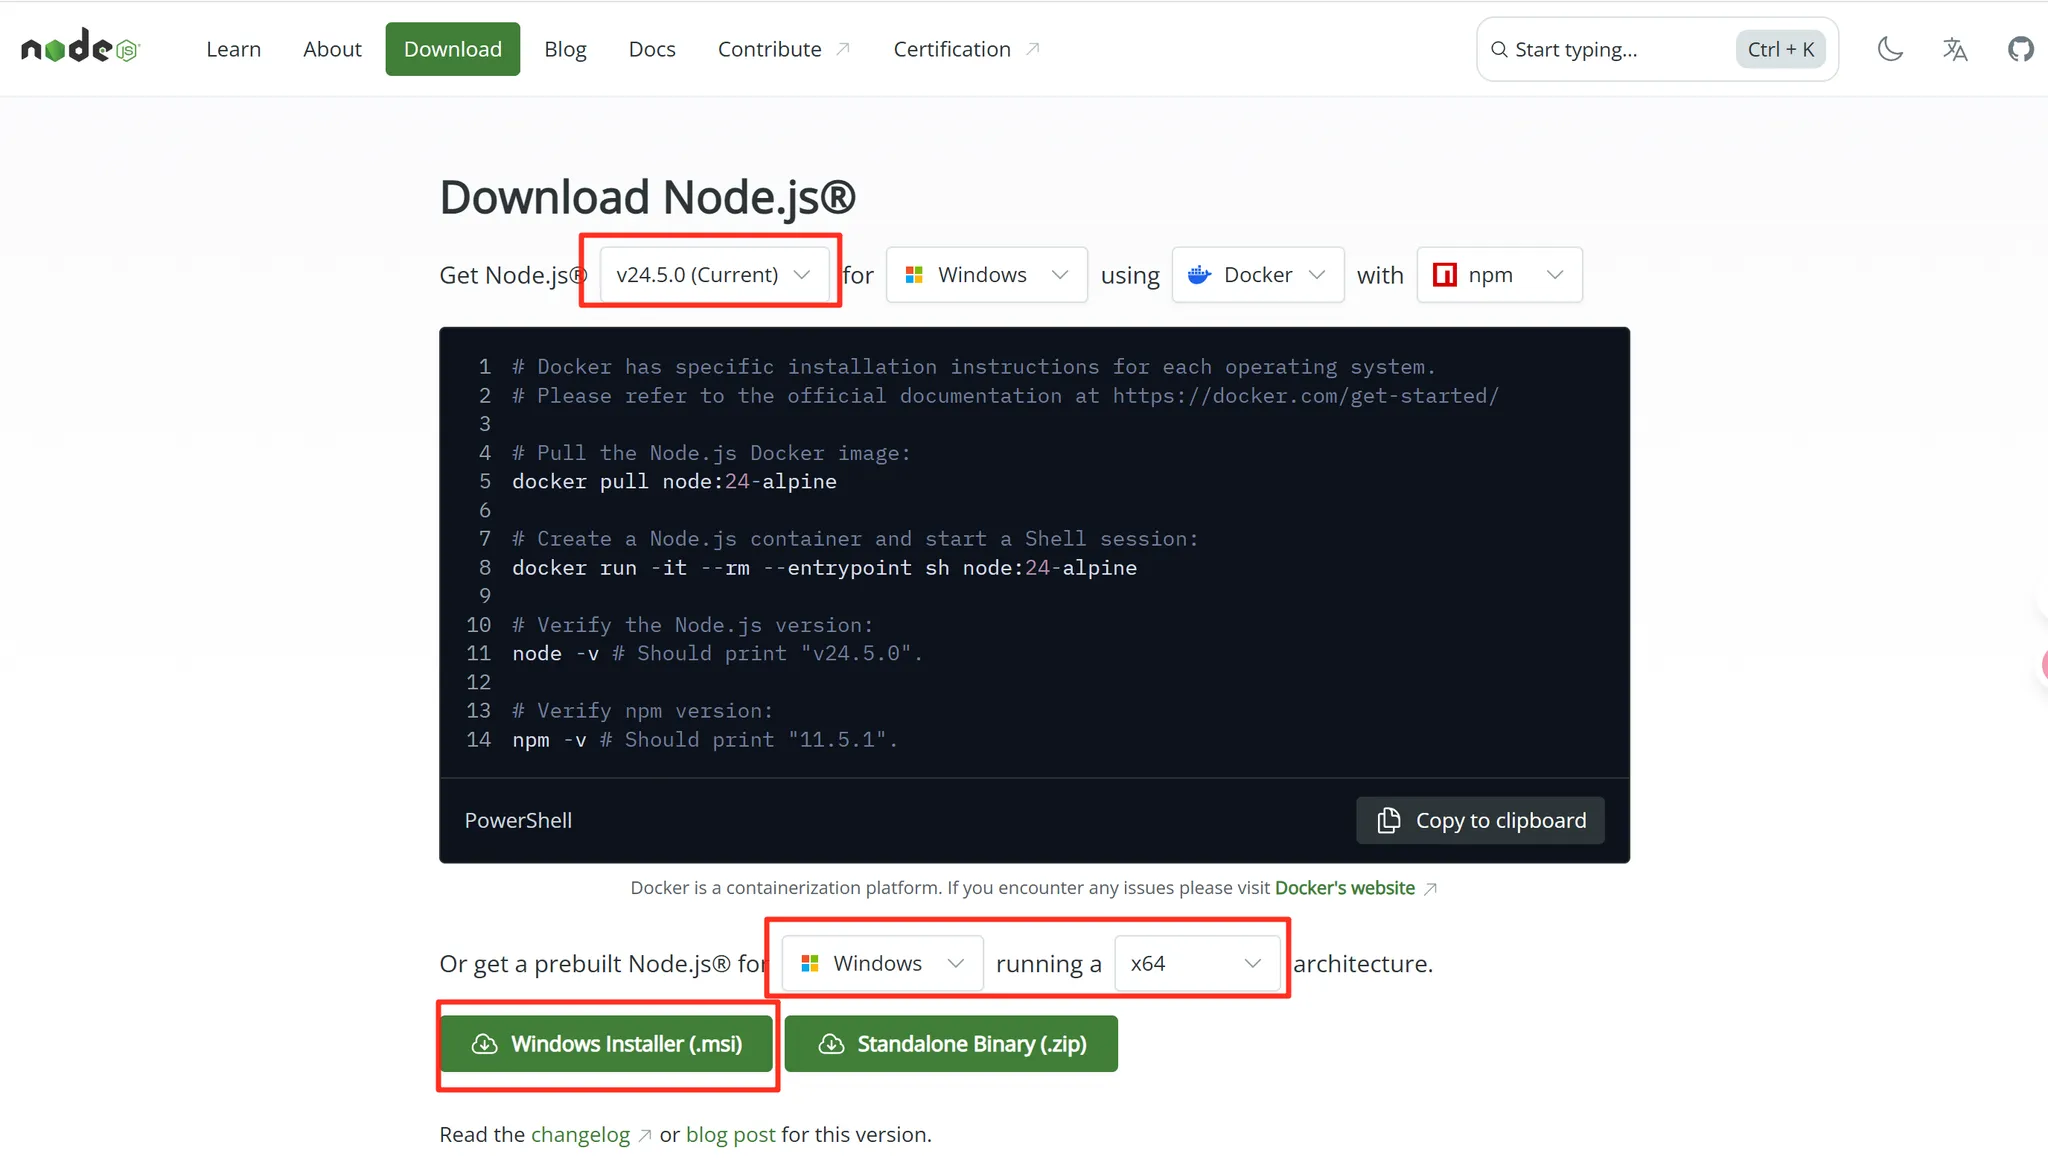 node JS
Learn About Download Blog Docs Contribute Certification Start typing... Ctrl + K
Download Node.js®
Get Node.js® v24.5.0 (Current) for Windows using Docker with npm
1 # Docker has specific installation instructions for each operating system.
2 # Please refer to the official documentation at https://docker.com/get-started/
3
4 # Pull the Node.js Docker image:
5 docker pull node:24-alpine
6
7 # Create a Node.js container and start a Shell session:
8 docker run -it --rm --entrypoint sh node:24-alpine
9
10 # Verify the Node.js version:
11 node -v # Should print "v24.5.0".
12
13 # Verify npm version:
14 npm -v # Should print "11.5.1".
PowerShell Copy to clipboard
Docker is a containerization platform. If you encounter any issues please visit Docker's website
Or get a prebuilt Node.js® for Windows running a x64 architecture.
Windows Installer (.msi) Standalone Binary (.zip)
Read the changelog or blog post for this version.